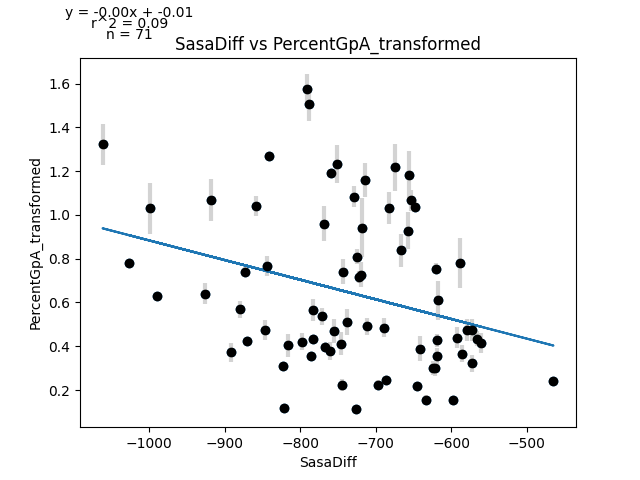 y = -0.00x + -0.01
r^2 = 0.09
n = 71
SasaDiff vs PercentGpA_transformed
PercentGpA_transformed
1.6
1.4
1.2
1.0
0.8
0.6
0.4
0.2
−1000 −900 −800 −700 −600 −500
SasaDiff